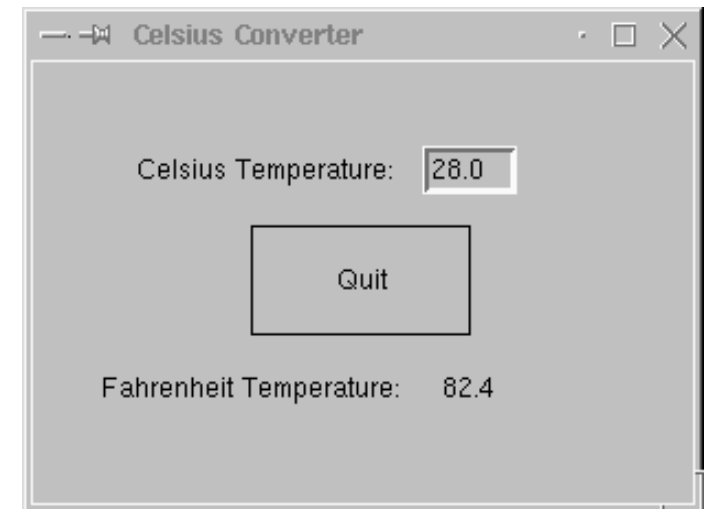 Celsius Converter
Celsius Temperature: 28.0
Quit
Fahrenheit Temperature: 82.4